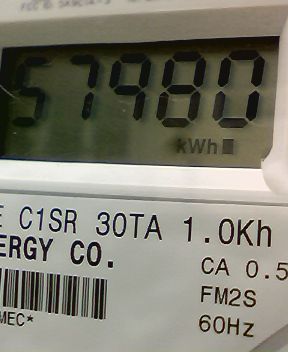 57980
kWh
E C1SR 30TA 1.0Kh
ERGY CO.
CA 0.5
FM2S
60Hz
MEC*